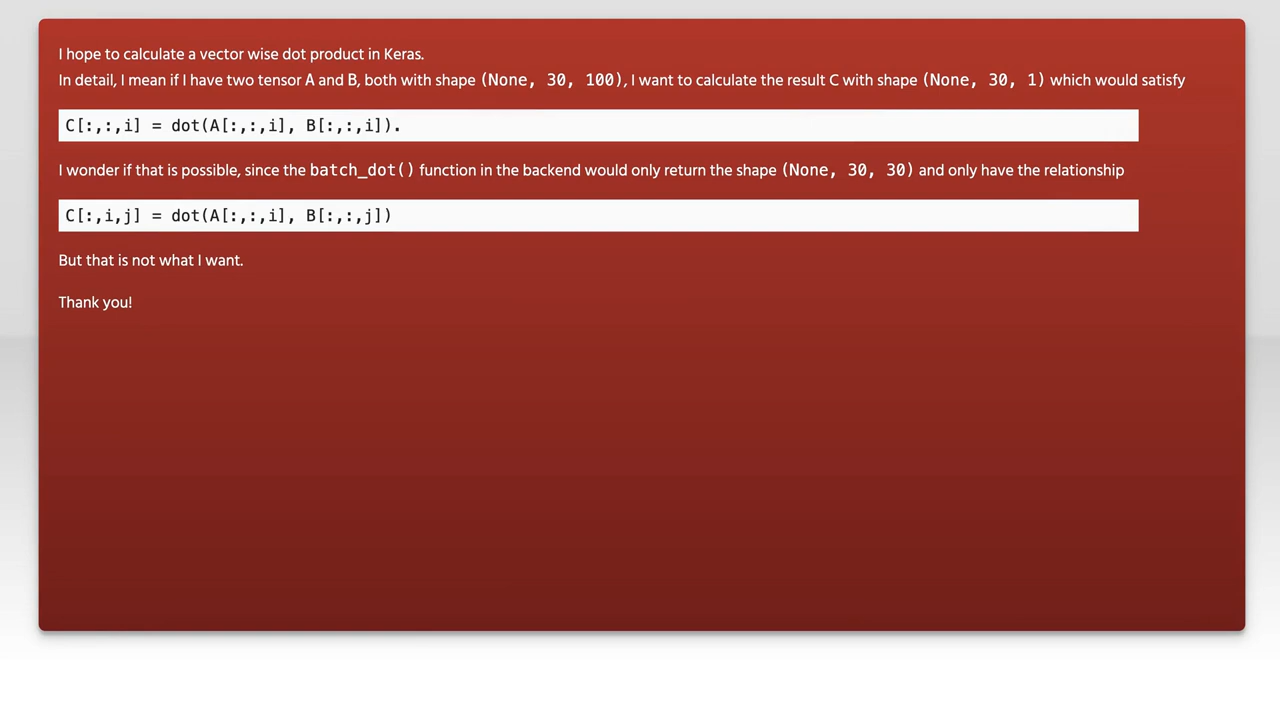 I hope to calculate a vector wise dot product in Keras.
In detail, I mean if I have two tensor A and B, both with shape (None, 30, 100), I want to calculate the result C with shape (None, 30, 1) which would satisfy
C[:,:,i] = dot(A[:,:,i], B[:,:,i]).
I wonder if that is possible, since the batch_dot() function in the backend would only return the shape (None, 30, 30) and only have the relationship
C[:,i,j] = dot(A[:,:,i], B[:,:,j])
But that is not what I want.
Thank you!